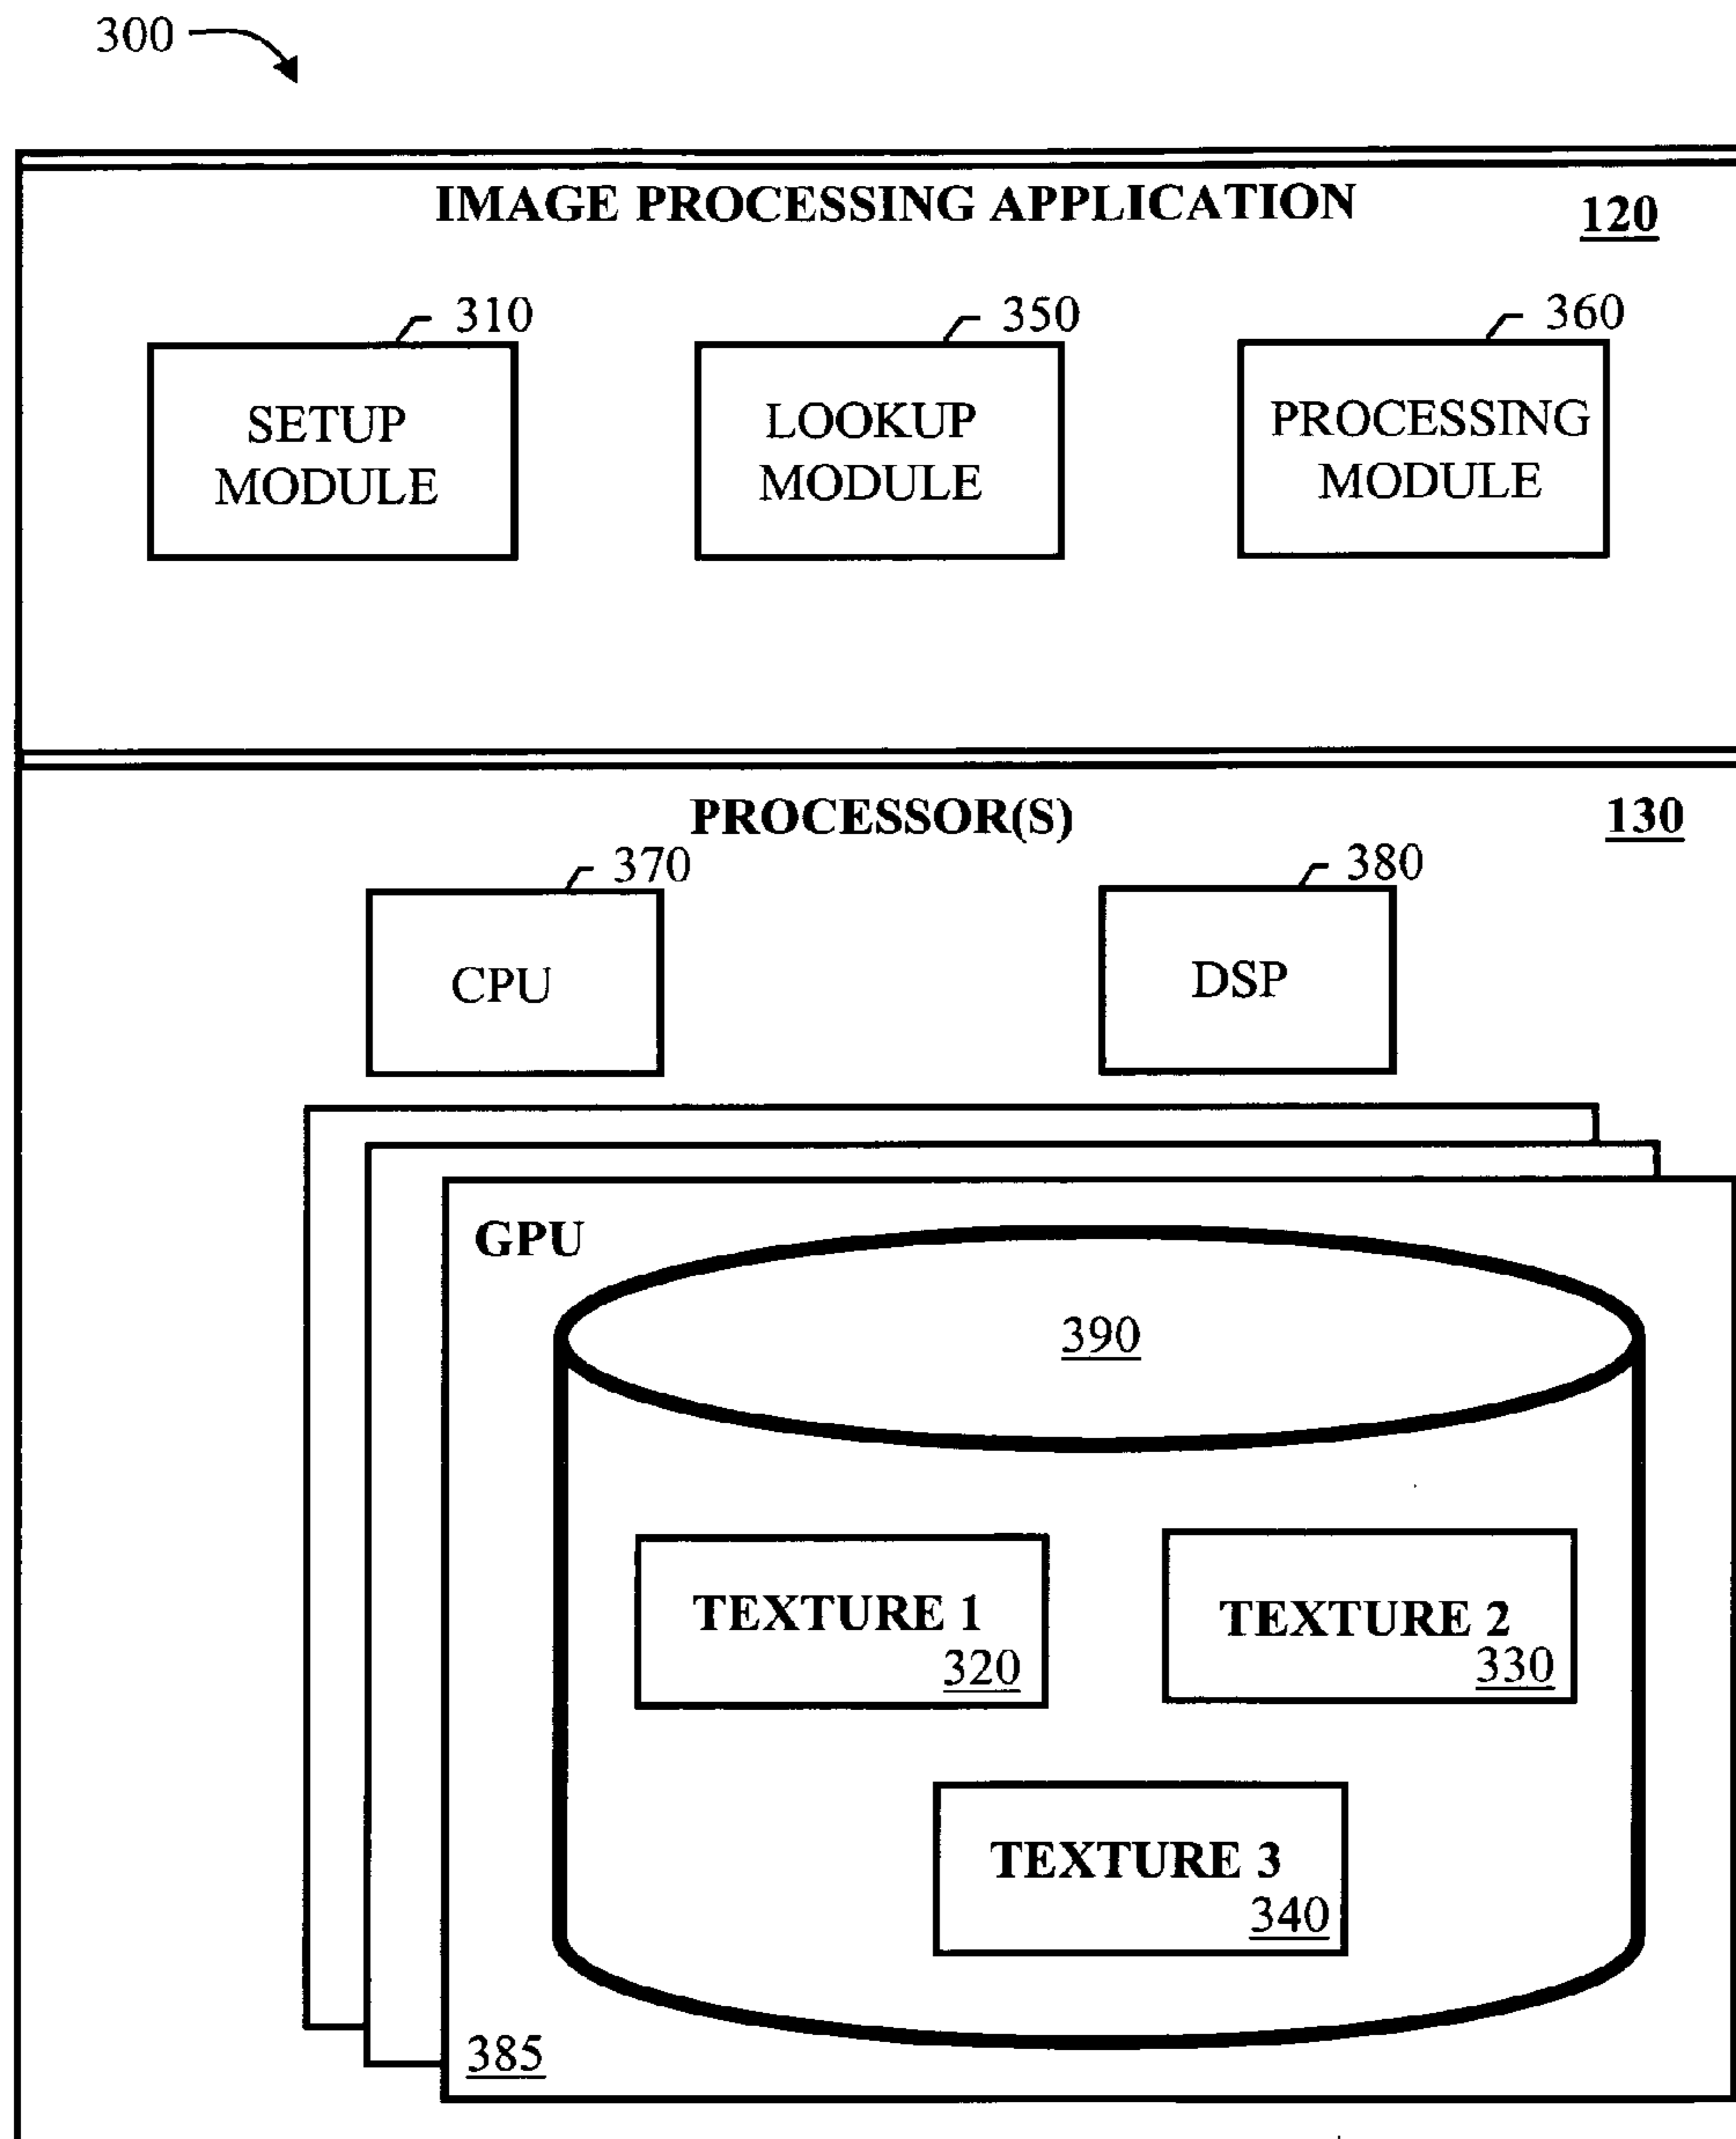 300
IMAGE PROCESSING APPLICATION
120
310
350
360
SETUP
MODULE
LOOKUP
MODULE
PROCESSING
MODULE
PROCESSOR(S)
130
370
380
CPU
DSP
GPU
390
TEXTURE 1
320
TEXTURE 2
330
TEXTURE 3
340
385